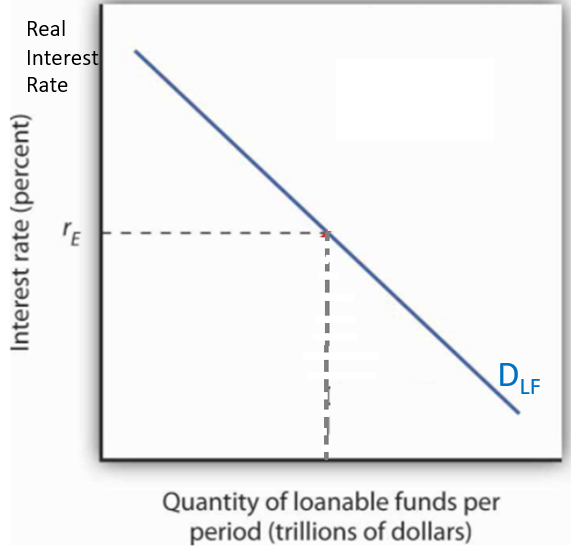 Real
Interest
Rate
Interest rate (percent)
rE
DLF
Quantity of loanable funds per
period (trillions of dollars)